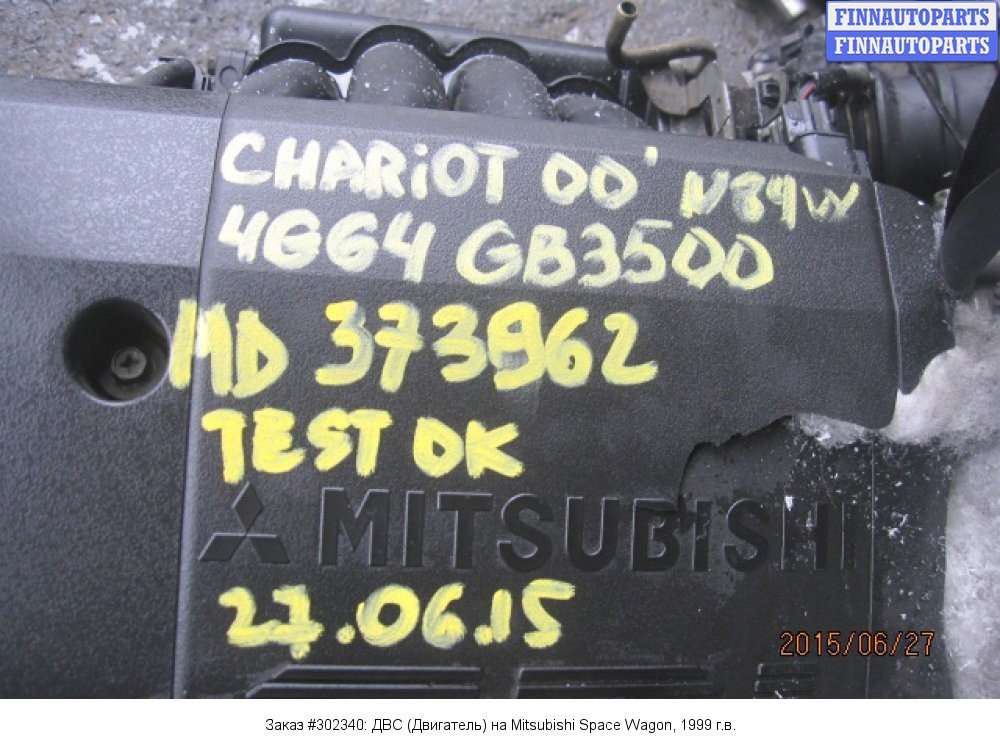 FINNAUTOPARTS
FINNAUTOPARTS
CHARiOT 00' N84W
4G64 GB3500
MD 373962
TEST OK
MITSUBISHI
27.06.15
2015/06/27
Заказ #302340: ДВС (Двигатель) на Mitsubishi Space Wagon, 1999 г.в.